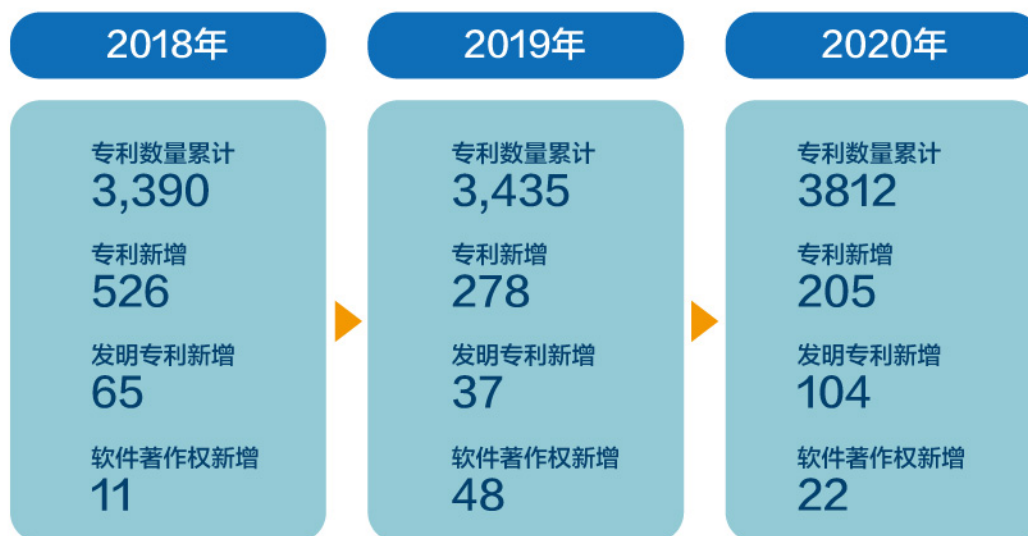 2018年
专利数量累计
3,390
专利新增
526
发明专利新增
65
软件著作权新增
11
2019年
专利数量累计
3,435
专利新增
278
发明专利新增
37
软件著作权新增
48
2020年
专利数量累计
3812
专利新增
205
发明专利新增
104
软件著作权新增
22